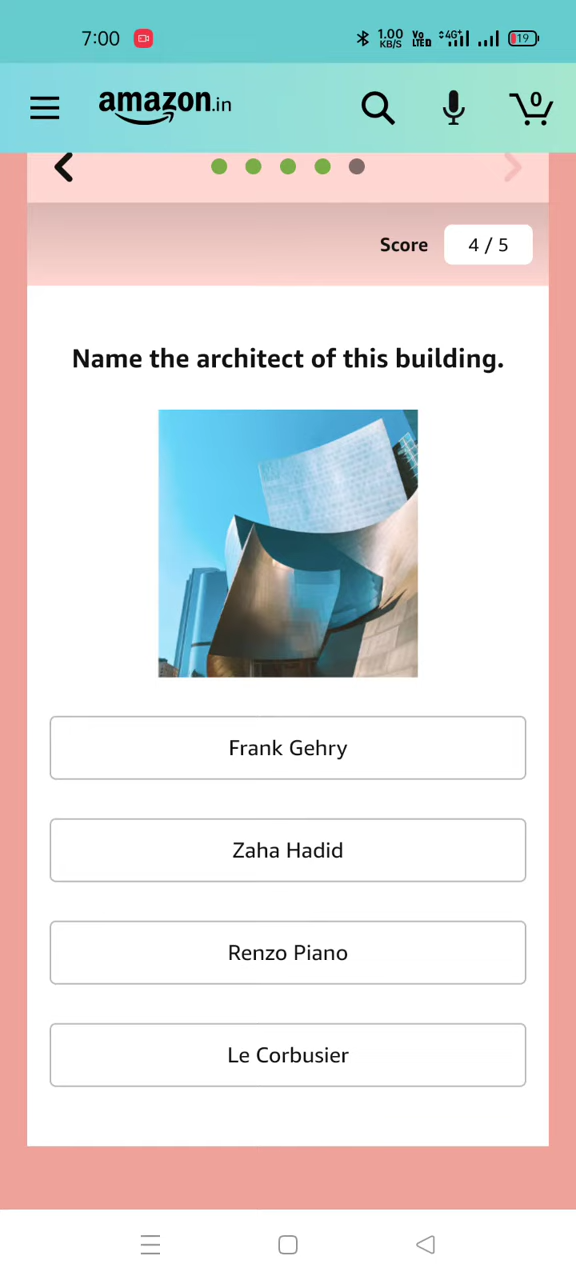 7:00
1.00 KB/S
Vo LTED
4G+
19
amazon.in
0
Score
4 / 5
Name the architect of this building.
Frank Gehry
Zaha Hadid
Renzo Piano
Le Corbusier